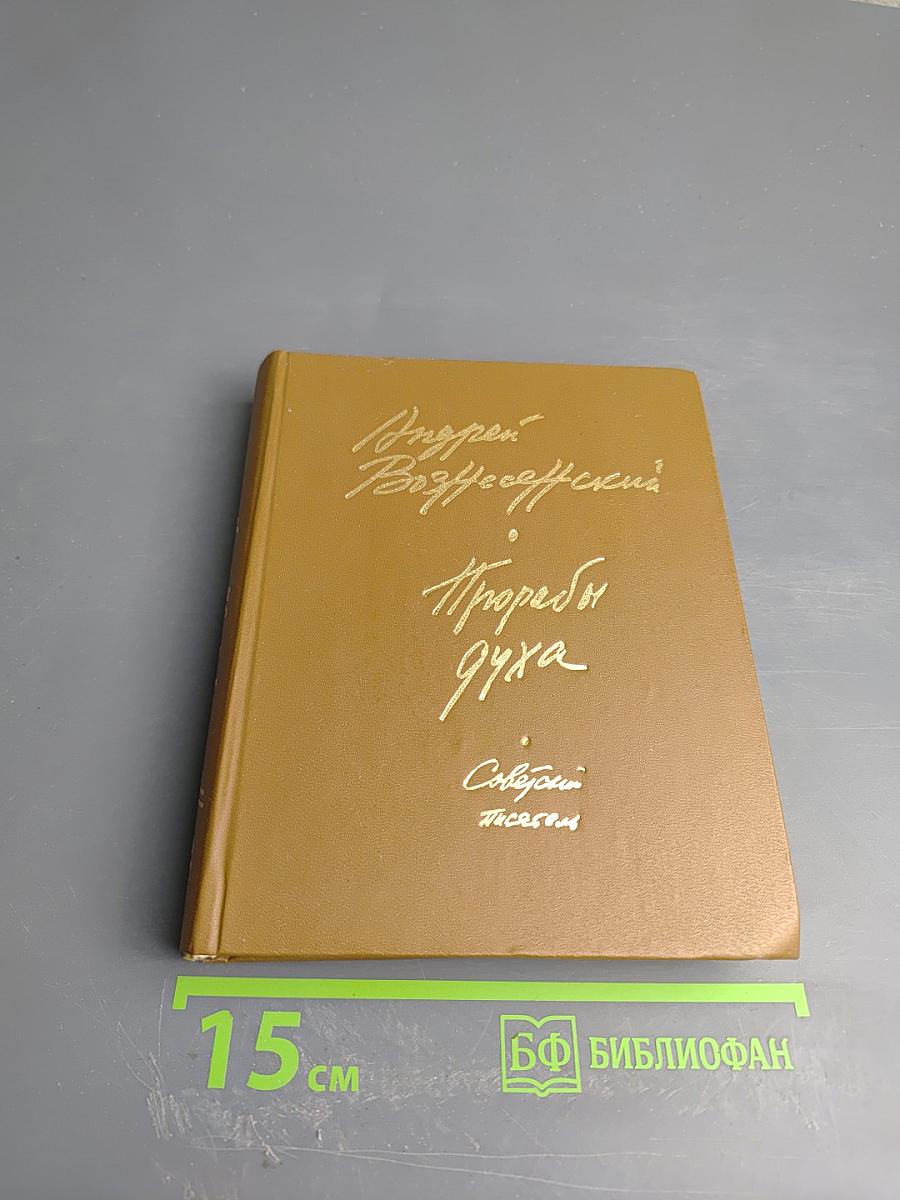 Андрей
Вознесенский
Прорабы
духа
Советский
писатель
15 см
БФ БИБЛИОФАН